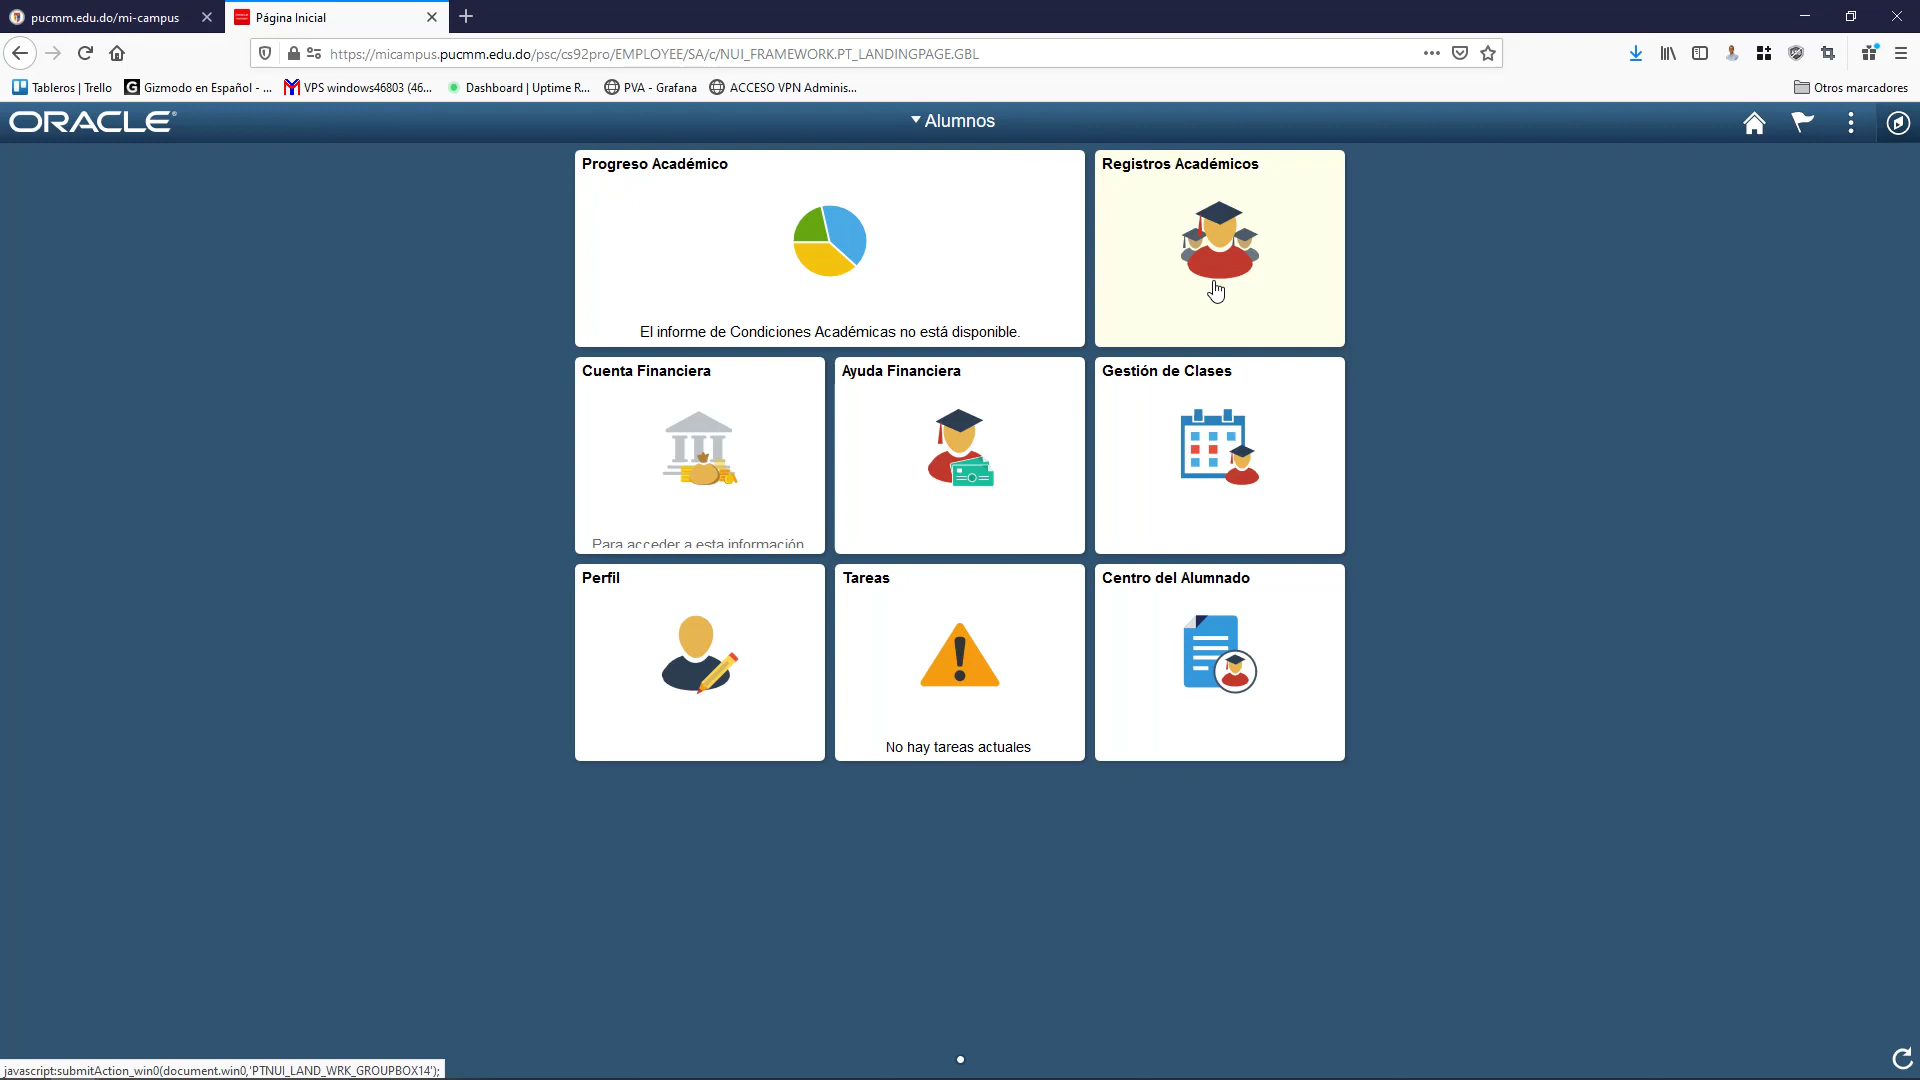 pucmm.edu.do/mi-campus
Página Inicial
https://micampus.pucmm.edu.do/psc/cs92pro/EMPLOYEE/SA/c/NUI_FRAMEWORK.PT_LANDINGPAGE.GBL
Tableros | Trello
Gizmodo en Español - ...
VPS windows46803 (46...
Dashboard | Uptime R...
PVA - Grafana
ACCESO VPN Adminis...
Otros marcadores
ORACLE
Alumnos
Progreso Académico
Registros Académicos
El informe de Condiciones Académicas no está disponible.
Cuenta Financiera
Ayuda Financiera
Gestión de Clases
Para acceder a esta información
Perfil
Tareas
Centro del Alumnado
No hay tareas actuales
javascript:submitAction_win0(document.win0,'PTNUI_LAND_WRK_GROUPBOX14');